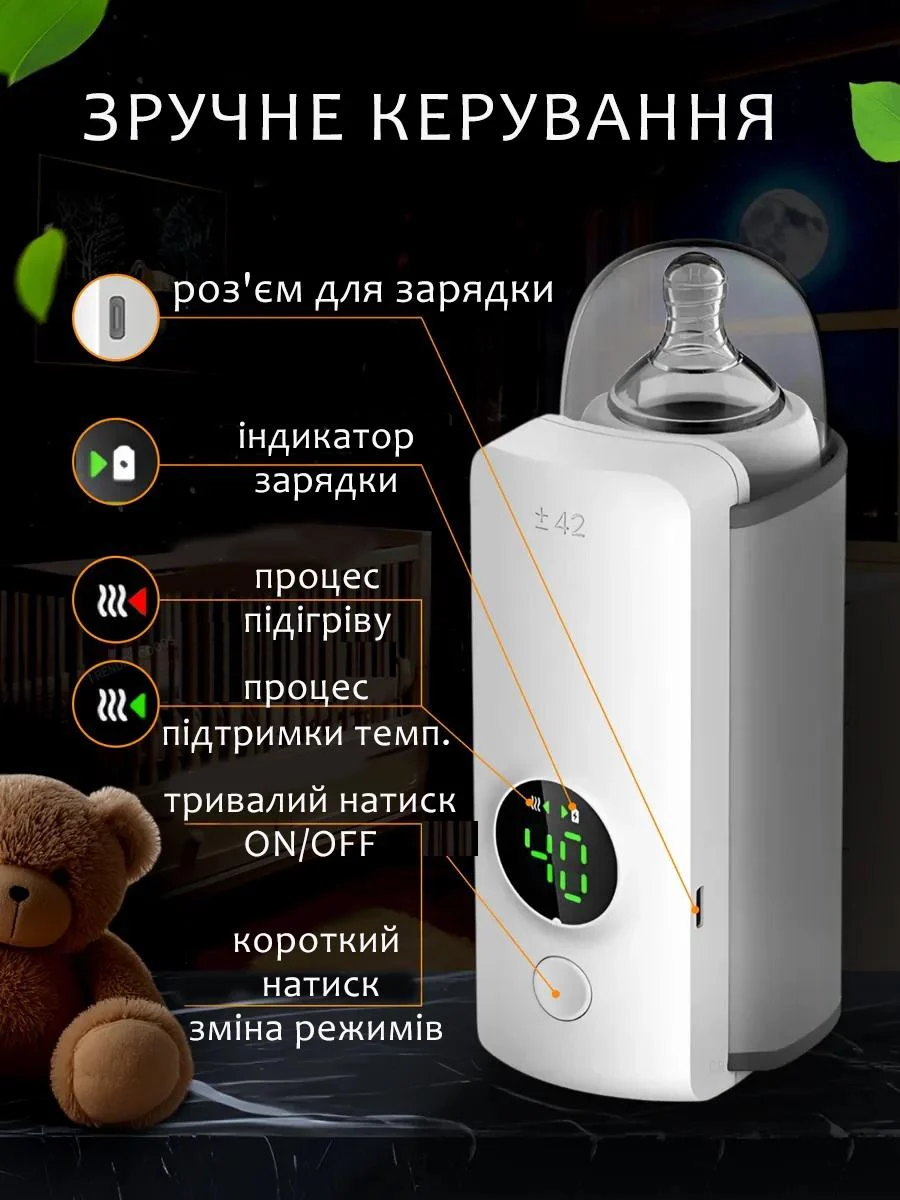 ЗРУЧНЕ КЕРУВАННЯ
роз'єм для зарядки
індикатор
зарядки
± 42
процес
підігріву
процес
підтримки темп.
тривалий натиск
ON/OFF
40
короткий
натиск
зміна режимів